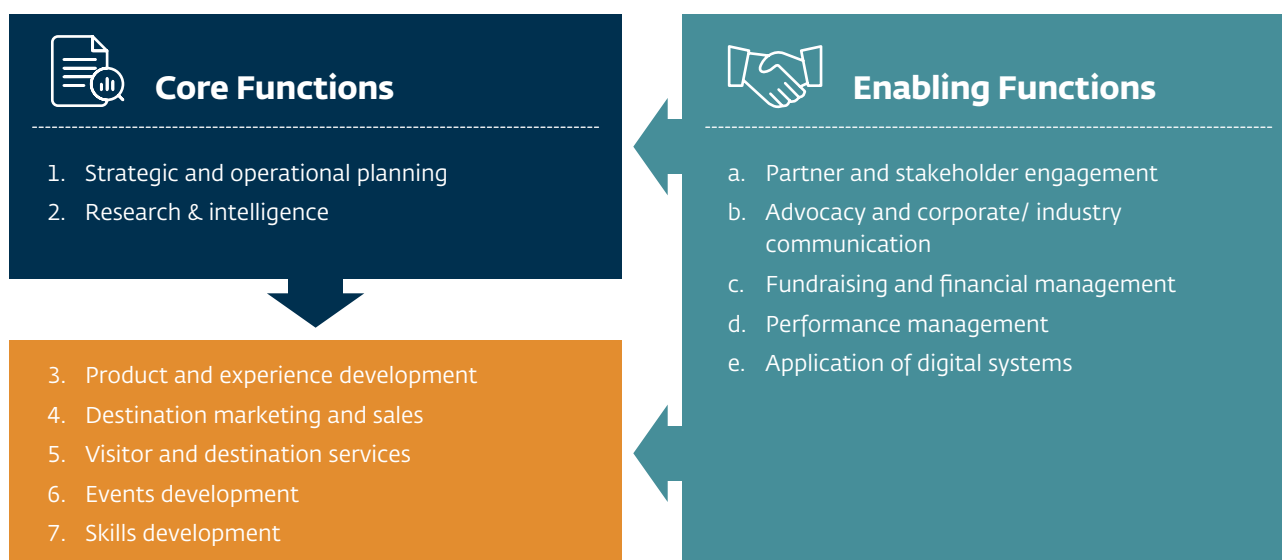 Core Functions
1. Strategic and operational planning
2. Research & intelligence
3. Product and experience development
4. Destination marketing and sales
5. Visitor and destination services
6. Events development
7. Skills development
Enabling Functions
a. Partner and stakeholder engagement
b. Advocacy and corporate/ industry
communication
c. Fundraising and financial management
d. Performance management
e. Application of digital systems